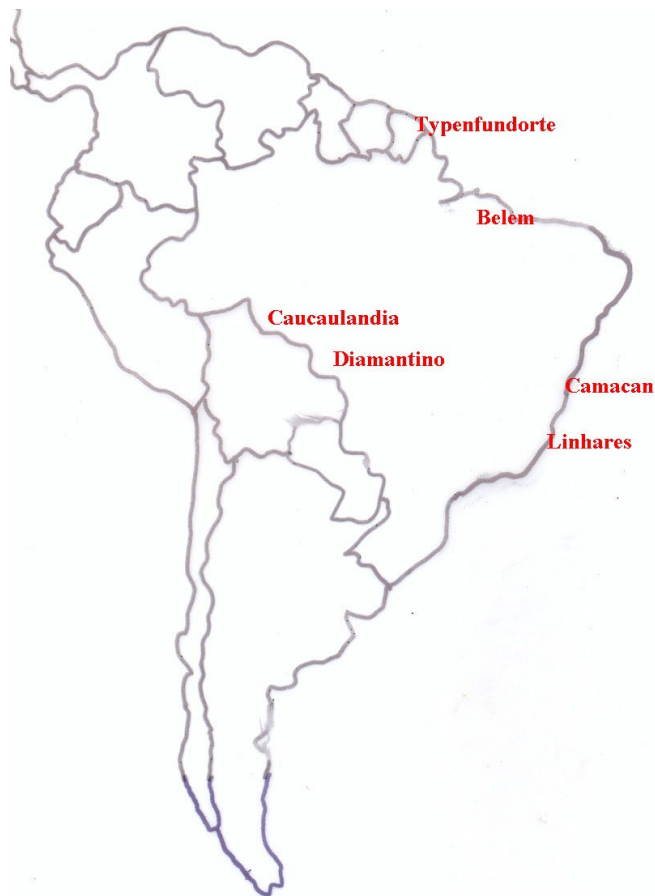 Typenfundorte
Belem
Caucaulandia
Diamantino
Camacan
Linhares